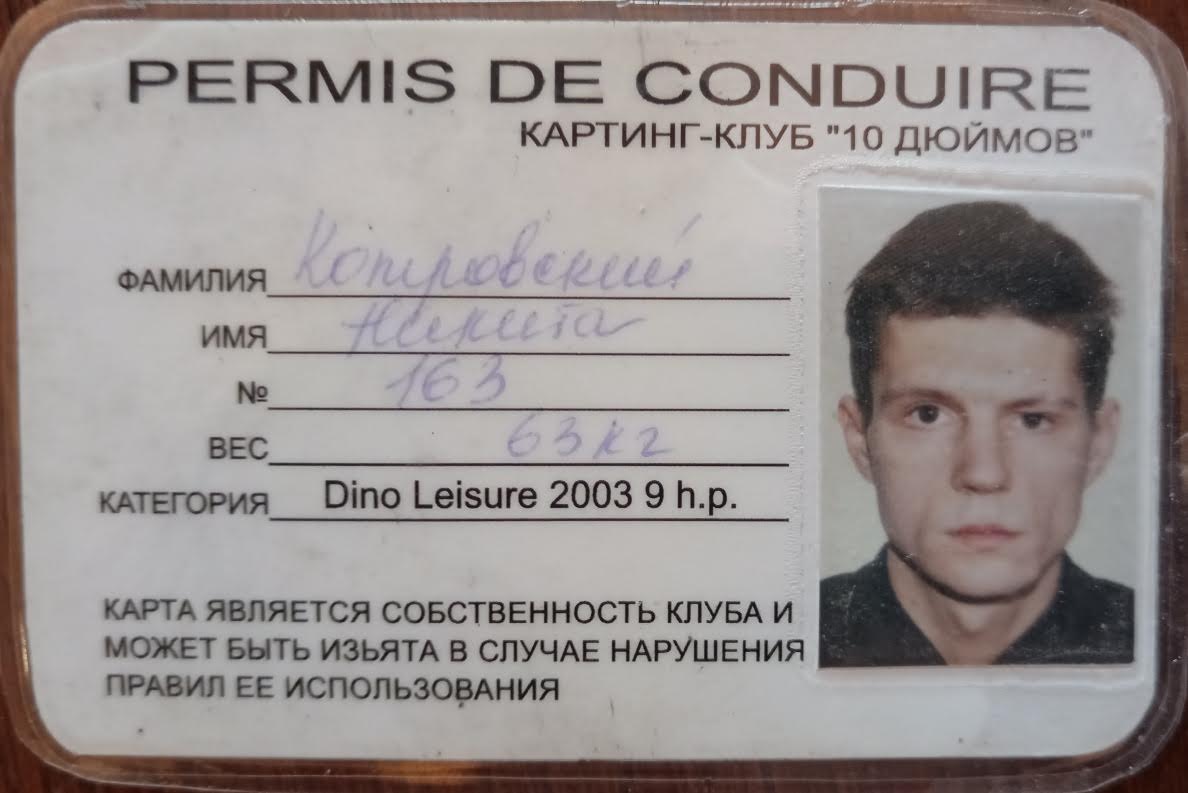 PERMIS DE CONDUIRE
КАРТИНГ-КЛУБ "10 ДЮЙМОВ"
ФАМИЛИЯ Копровский
ИМЯ Никита
№ 163
ВЕС 63 кг
КАТЕГОРИЯ Dino Leisure 2003 9 h.p.
КАРТА ЯВЛЯЕТСЯ СОБСТВЕННОСТЬ КЛУБА И
МОЖЕТ БЫТЬ ИЗЬЯТА В СЛУЧАЕ НАРУШЕНИЯ
ПРАВИЛ ЕЕ ИСПОЛЬЗОВАНИЯ